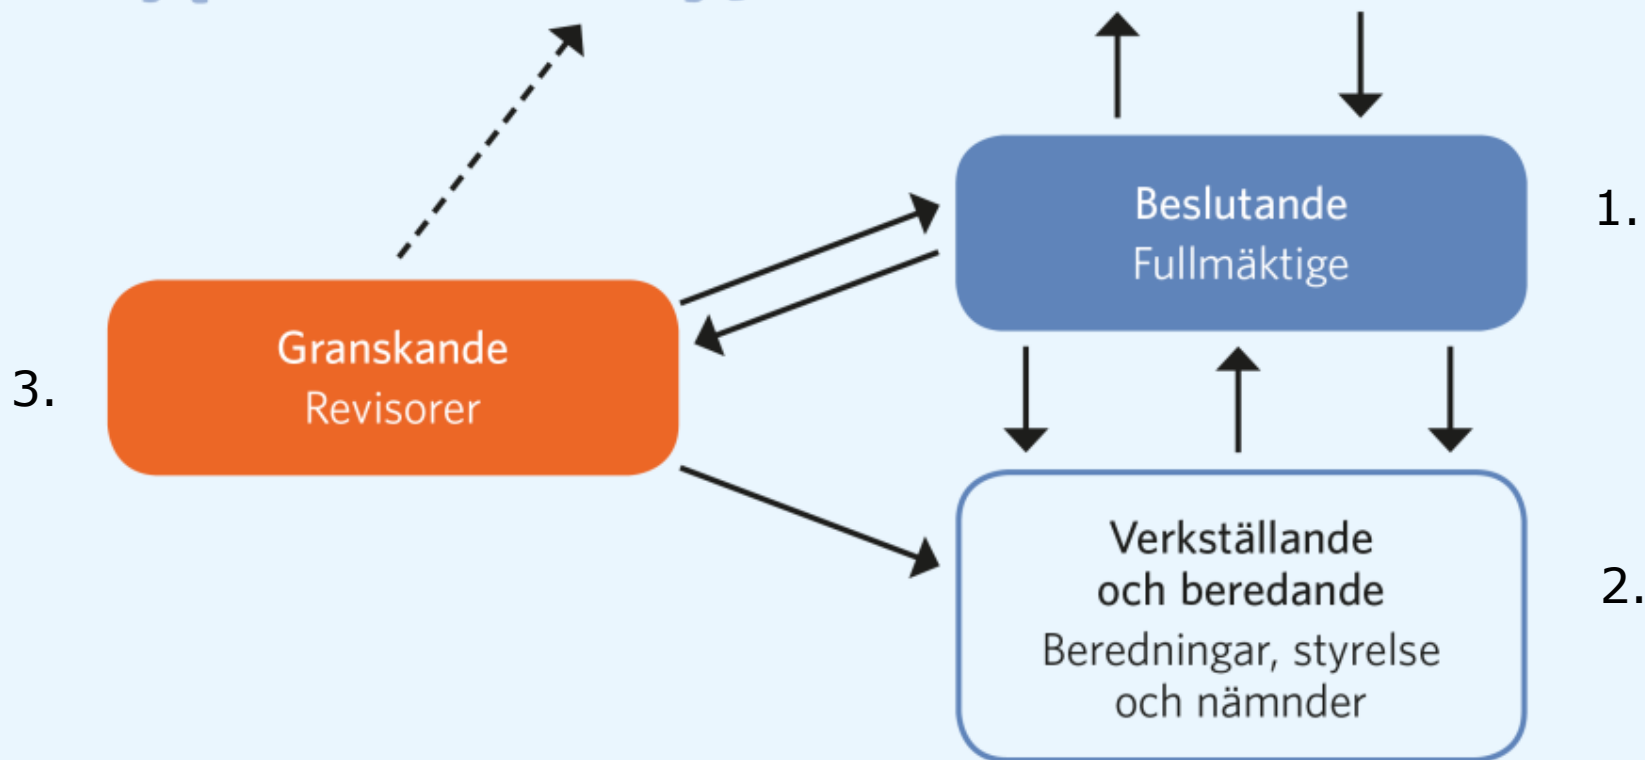 Beslutande
Fullmäktige
1.
Granskande
Revisorer
3.
Verkställande
och beredande
Beredningar, styrelse
och nämnder
2.